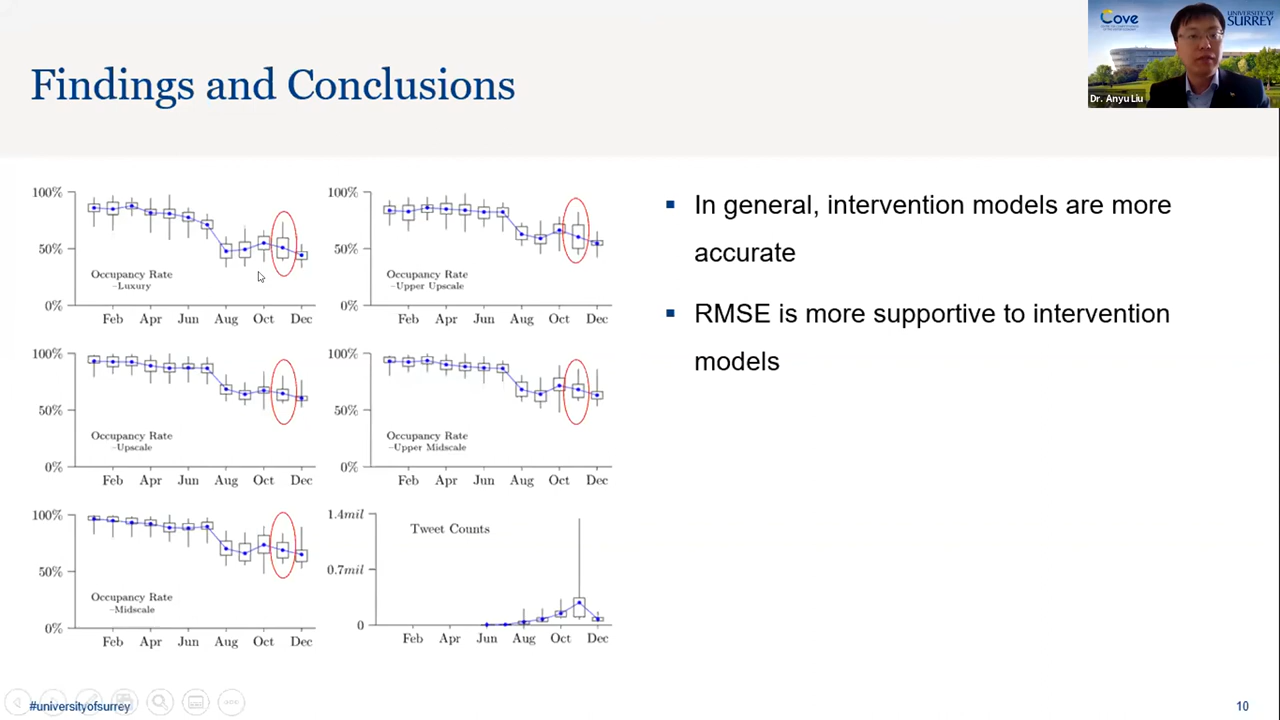 Cove
UNIVERSITY OF
SURREY
Dr. Anyu Liu
Findings and Conclusions
100%
50%
0%
Occupancy Rate
–Luxury
Feb Apr Jun Aug Oct Dec
100%
50%
0%
Occupancy Rate
–Upper Upscale
Feb Apr Jun Aug Oct Dec
100%
50%
0%
Occupancy Rate
–Upscale
Feb Apr Jun Aug Oct Dec
100%
50%
0%
Occupancy Rate
–Upper Midscale
Feb Apr Jun Aug Oct Dec
100%
50%
0%
Occupancy Rate
–Midscale
Feb Apr Jun Aug Oct Dec
1.4mil
0.7mil
0
Tweet Counts
Feb Apr Jun Aug Oct Dec
In general, intervention models are more
accurate
RMSE is more supportive to intervention
models
#universityofsurrey
10